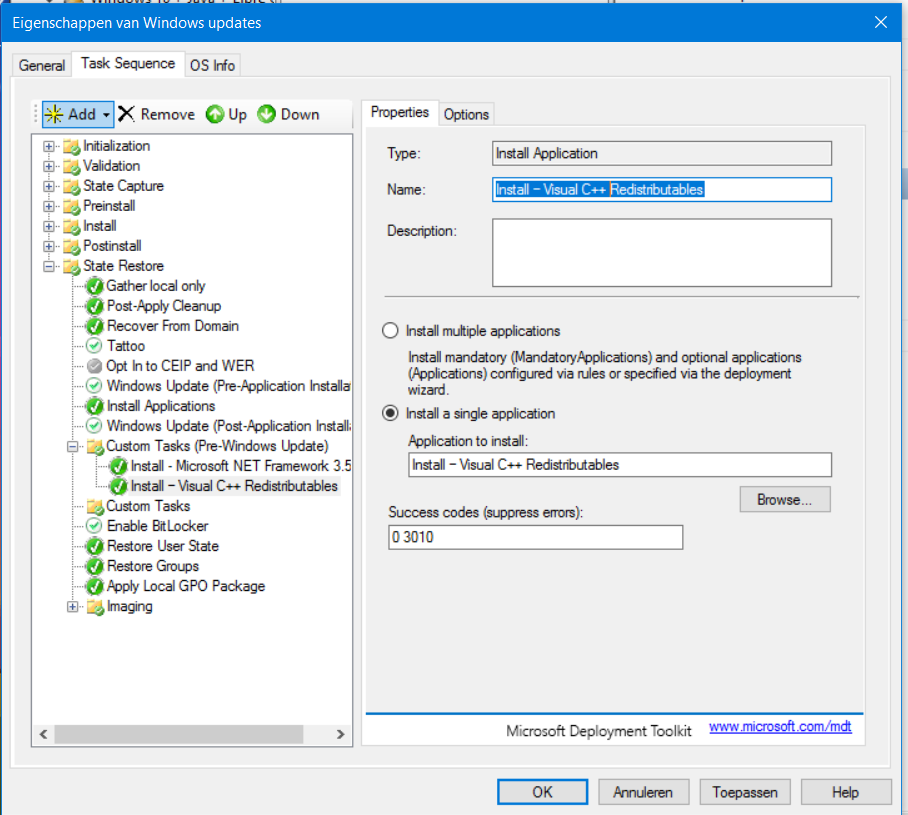 Eigenschappen van Windows updates
General
Task Sequence
OS Info
Add
Remove
Up
Down
Initialization
Validation
State Capture
Preinstall
Install
Postinstall
State Restore
Gather local only
Post-Apply Cleanup
Recover From Domain
Tattoo
Opt In to CEIP and WER
Windows Update (Pre-Application Installa
Install Applications
Windows Update (Post-Application Install
Custom Tasks (Pre-Windows Update)
Install - Microsoft NET Framework 3.5
Install – Visual C++ Redistributables
Custom Tasks
Enable BitLocker
Restore User State
Restore Groups
Apply Local GPO Package
Imaging
Properties
Options
Type:
Install Application
Name:
Install – Visual C++ Redistributables
Description:
Install multiple applications
Install mandatory (MandatoryApplications) and optional applications
(Applications) configured via rules or specified via the deployment
wizard.
Install a single application
Application to install:
Install – Visual C++ Redistributables
Browse...
Success codes (suppress errors):
0 3010
Microsoft Deployment Toolkit
www.microsoft.com/mdt
OK
Annuleren
Toepassen
Help